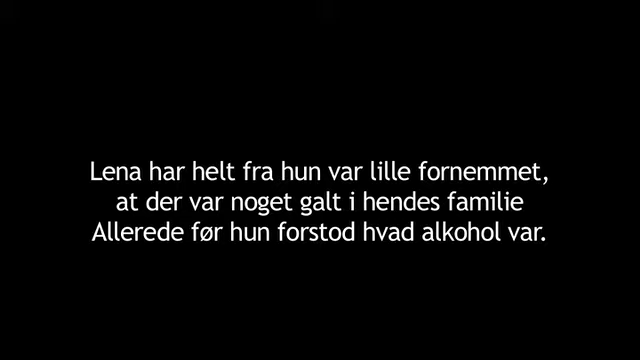 Lena har helt fra hun var lille fornemmet,
at der var noget galt i hendes familie
Allerede før hun forstod hvad alkohol var.